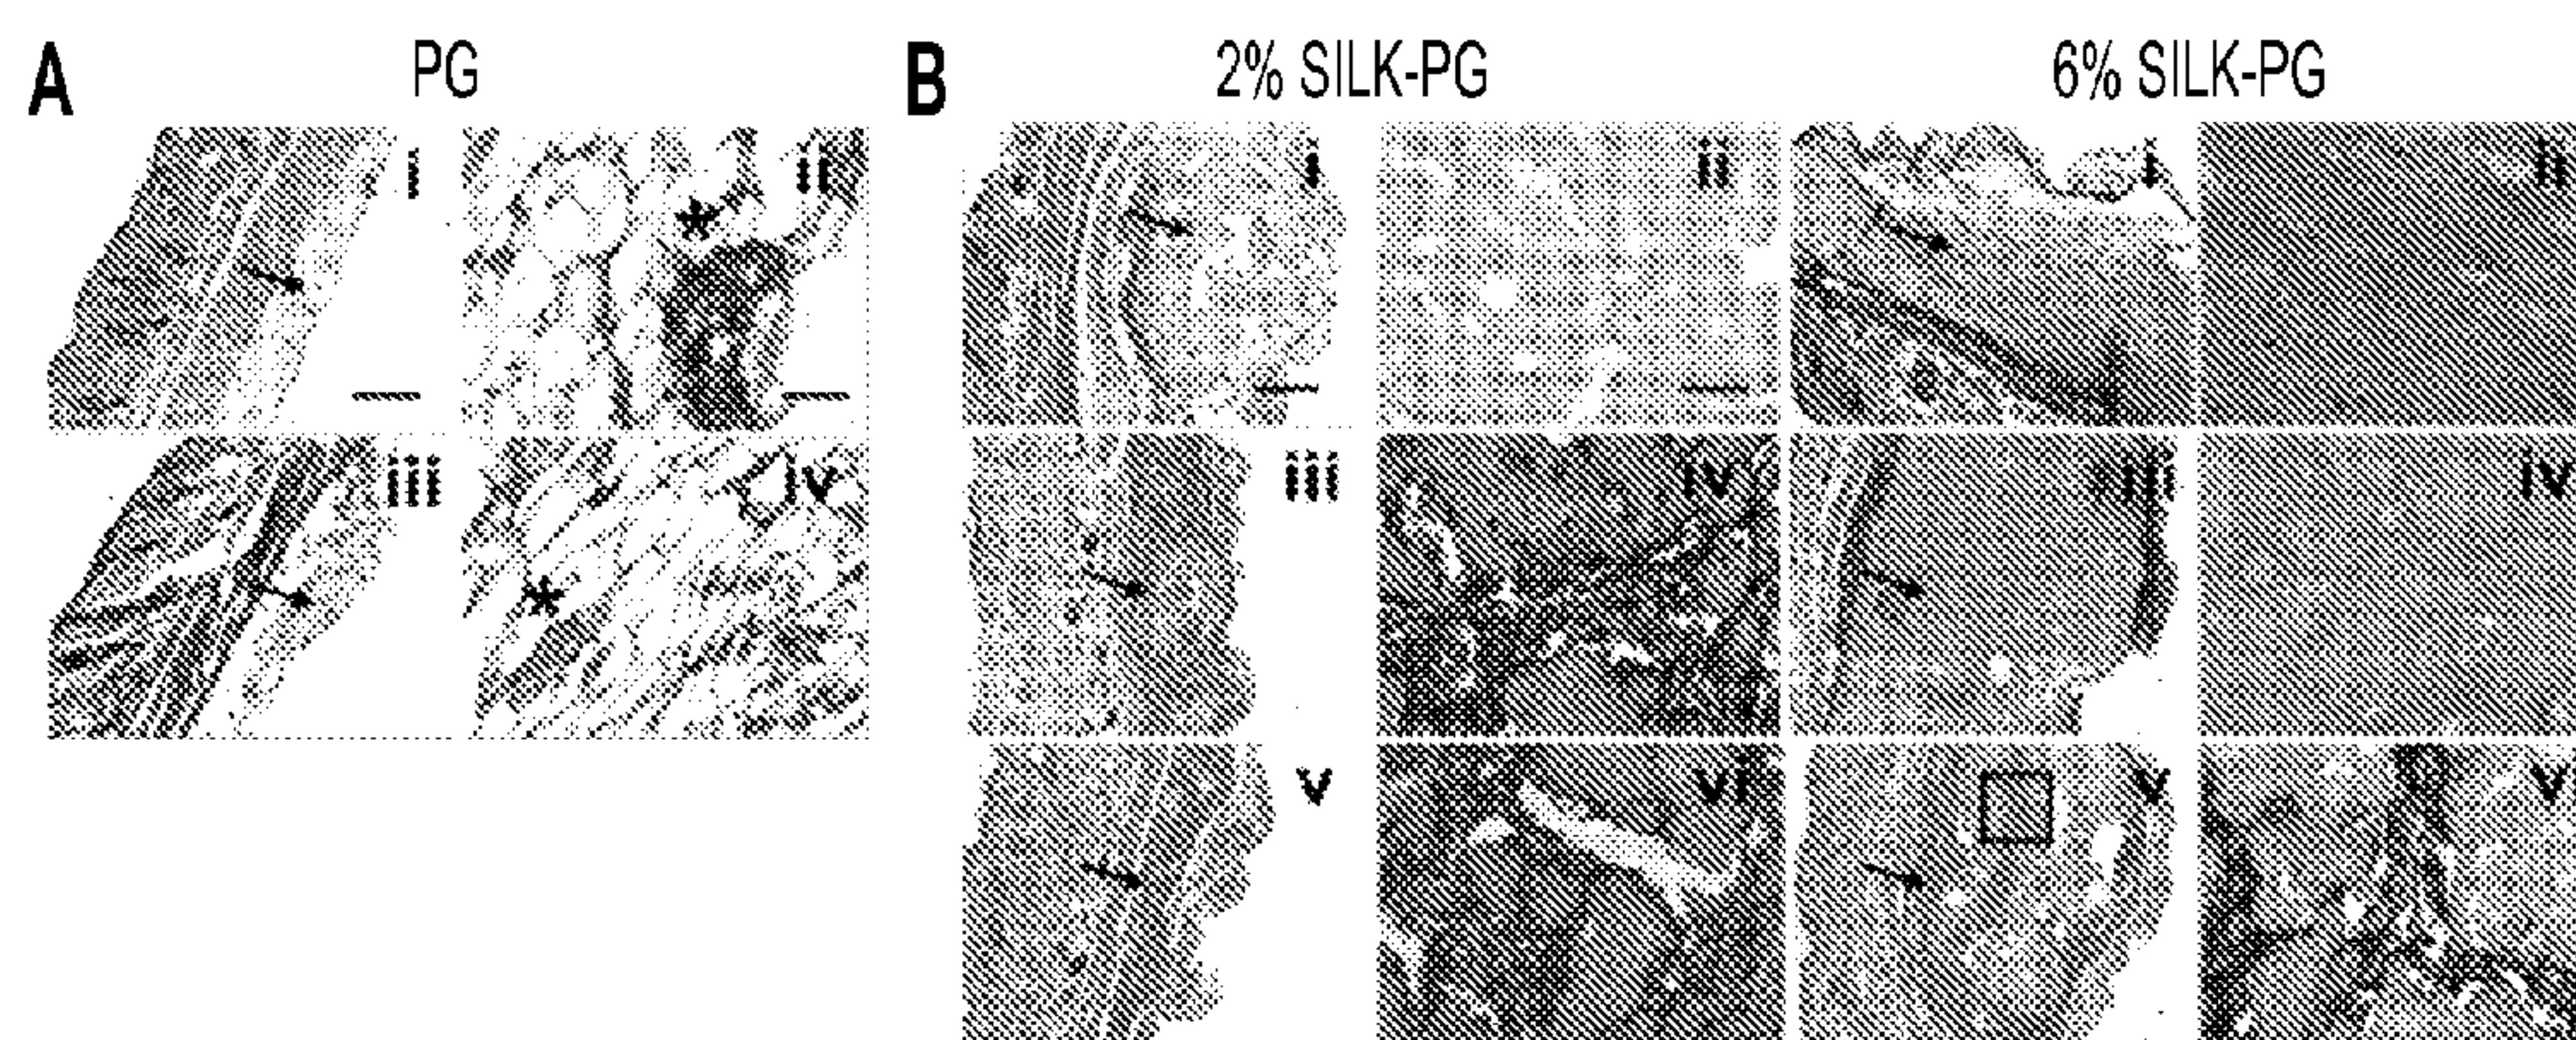 A PG B 2% SILK-PG 6% SILK-PG
i ii i ii i ii
* 
iii iv iii iv iii iv
*
v vi v v